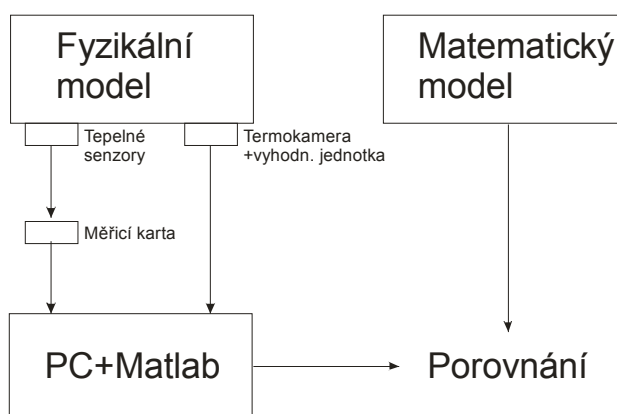 Fyzikální
model
Matematický
model
Tepelné
senzory
Termokamera
+vyhodn. jednotka
Měřicí karta
PC+Matlab
Porovnání